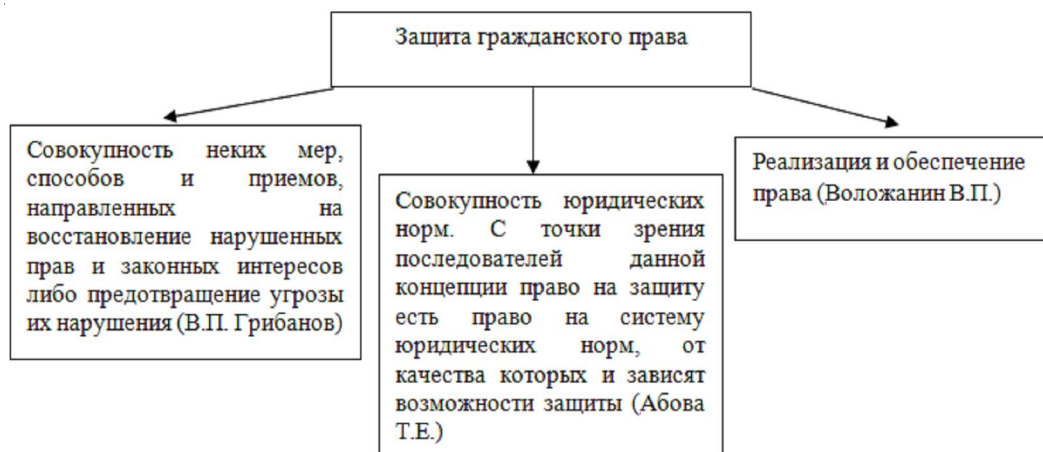 Защита гражданского права
Совокупность неких мер,
способов и приемов,
направленных на
восстановление нарушенных
прав и законных интересов
либо предотвращение угрозы
их нарушения (В.П. Грибанов)
Совокупность юридических
норм. С точки зрения
последователей данной
концепции право на защиту
есть право на систему
юридических норм, от
качества которых и зависят
возможности защиты (Абова
Т.Е.)
Реализация и обеспечение
права (Воложанин В.П.)